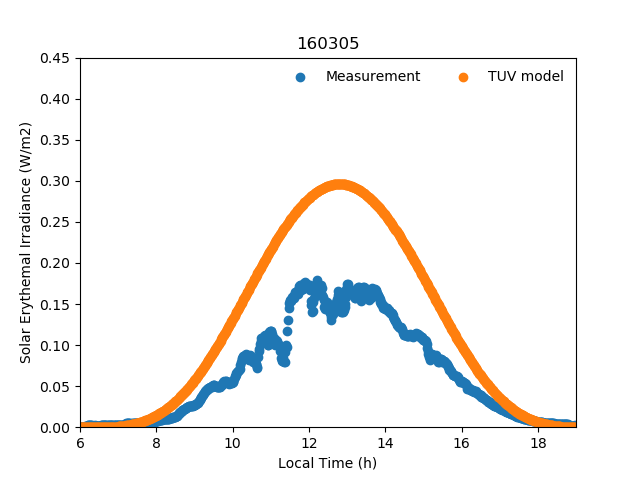 160305
Measurement
TUV model
Solar Erythemal Irradiance (W/m2)
0.45
0.40
0.35
0.30
0.25
0.20
0.15
0.10
0.05
0.00
6 8 10 12 14 16 18
Local Time (h)